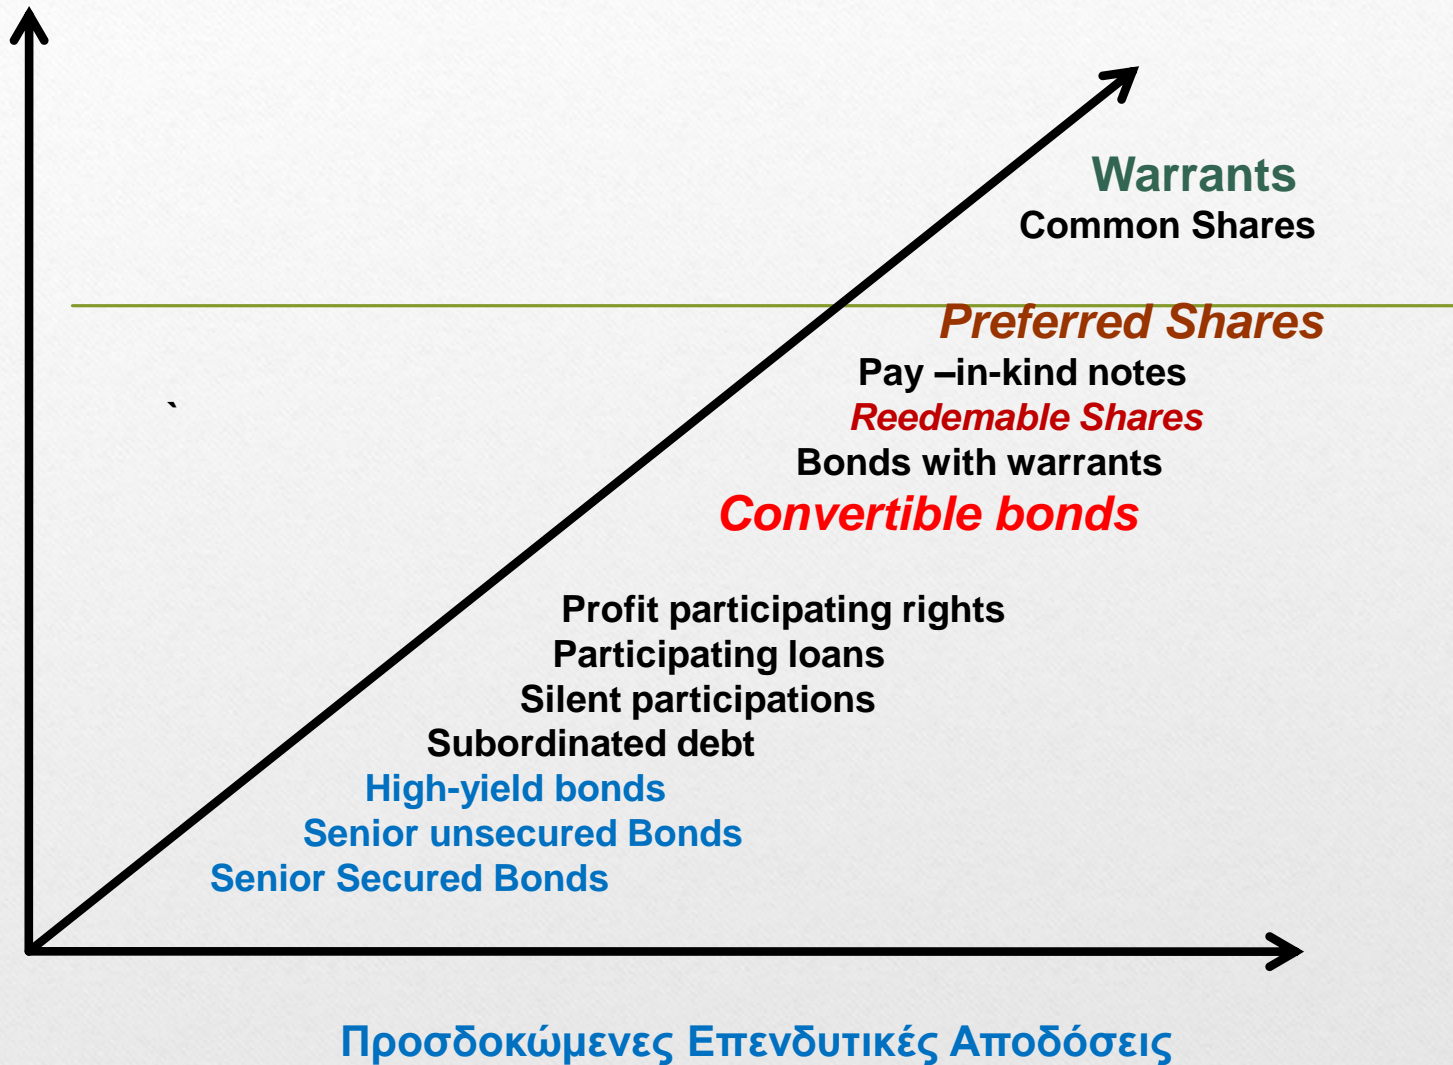 Warrants
Common Shares
Preferred Shares
Pay –in-kind notes
`
Reedemable Shares
Bonds with warrants
Convertible bonds
Profit participating rights
Participating loans
Silent participations
Subordinated debt
High-yield bonds
Senior unsecured Bonds
Senior Secured Bonds
Προσδοκώμενες Επενδυτικές Αποδόσεις